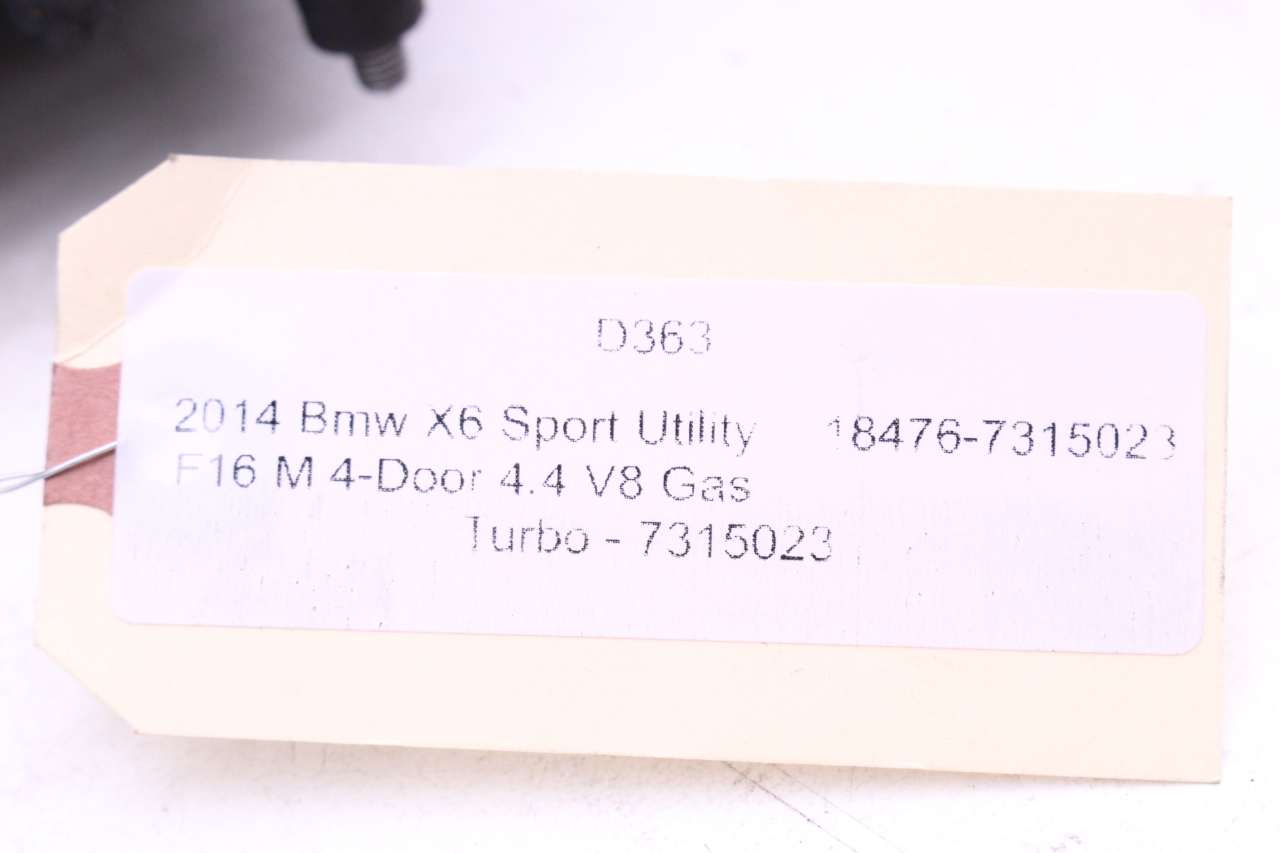 D363
2014 Bmw X6 Sport Utility 18476-7315023
F16 M 4-Door 4.4 V8 Gas
Turbo - 7315023